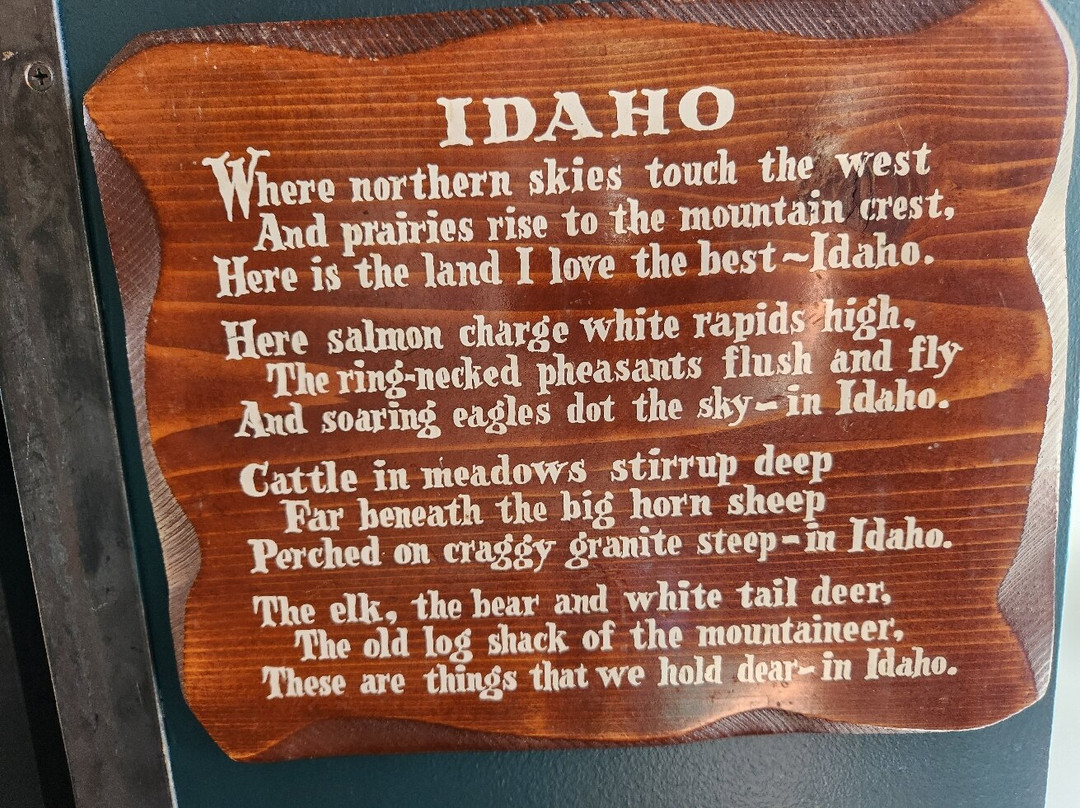 IDAHO
Where northern skies touch the west
And prairies rise to the mountain crest,
Here is the land I love the best~Idaho.
Here salmon charge white rapids high,
The ring-necked pheasants flush and fly
And soaring eagles dot the sky~in Idaho.
Cattle in meadows stirrup deep
Far beneath the big horn sheep
Perched on craggy granite steep-in Idaho.
The elk, the bear and white tail deer,
The old log shack of the mountaineer,
These are things that we hold dear~in Idaho.